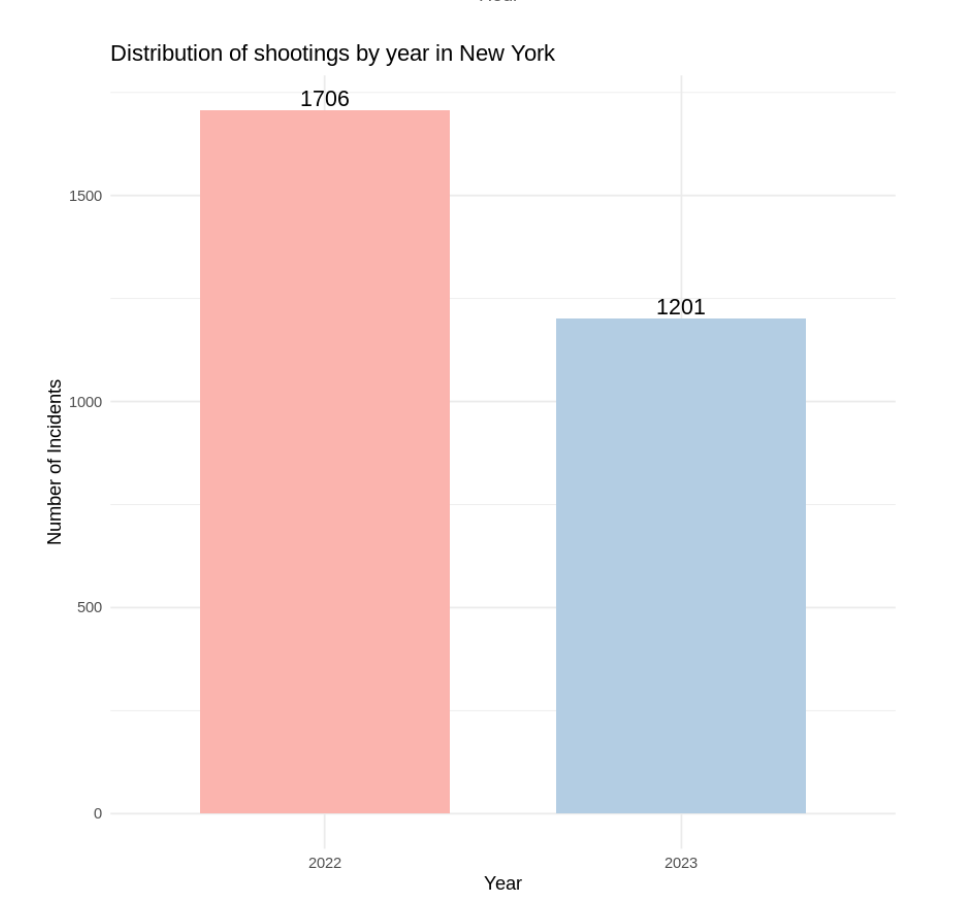 Distribution of shootings by year in New York
1706
1500
1201
1000
Number of Incidents
500
0
2022 2023
Year